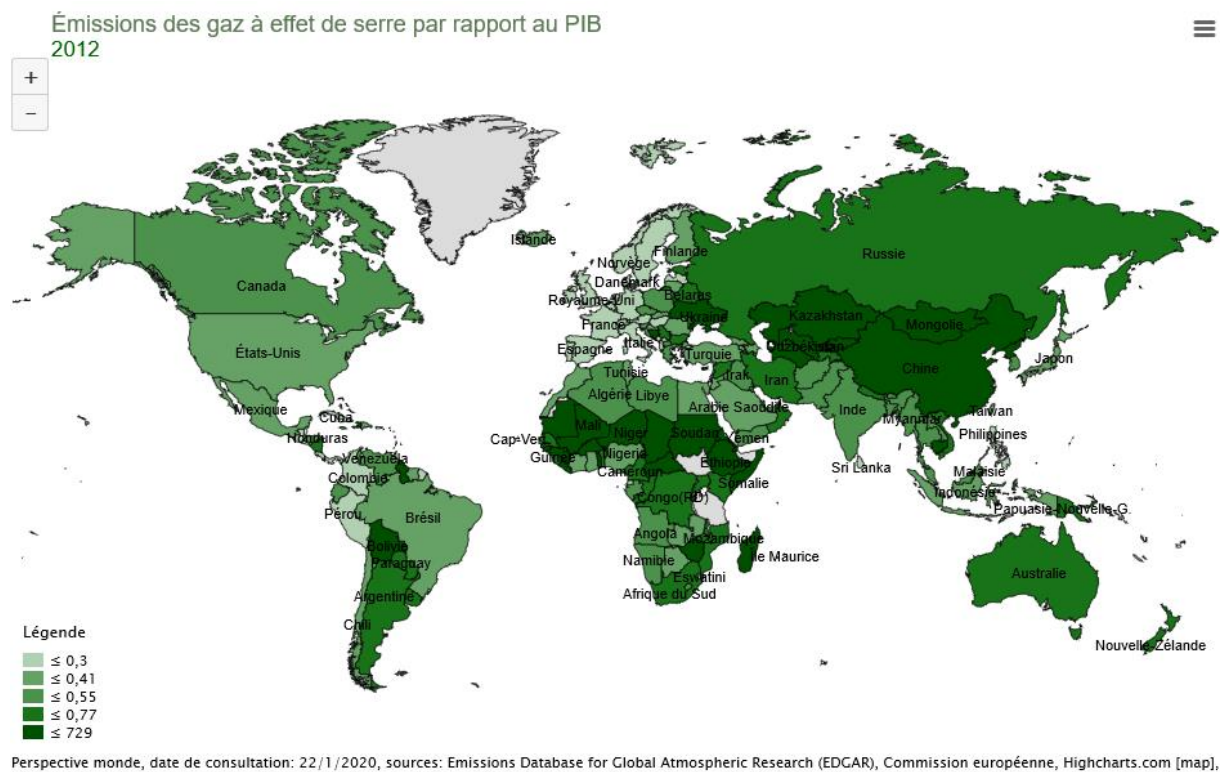 Émissions des gaz à effet de serre par rapport au PIB
2012
+
−
Islande
Finlande
Norvège
Russie
Danemark
Canada
Royaume-Uni
Bélarus
Ukraine
Kazakhstan
Mongolie
France
Italie
Espagne
États-Unis
Turquie
Ouzbékistan
Chine
Japon
Tunisie
Irak
Iran
Algérie
Libye
Mexique
Cuba
Arabie Saoudite
Inde
Myanmar
Taiwan
Honduras
Mali
Niger
Soudan
Yémen
Philippines
Cap-Vert
Venezuela
Guinée
Nigeria
Éthiopie
Sri Lanka
Colombie
Cameroun
Somalie
Malaisie
Indonésie
Congo(RD)
Pérou
Brésil
Papuasie-Nouvelle-G.
Angola
Mozambique
Bolivie
Île Maurice
Paraguay
Namibie
Eswatini
Australie
Argentine
Afrique du Sud
Chili
Nouvelle-Zélande
Légende
≤ 0,3
≤ 0,41
≤ 0,55
≤ 0,77
≤ 729
Perspective monde, date de consultation: 22/1/2020, sources: Emissions Database for Global Atmospheric Research (EDGAR), Commission européenne, Highcharts.com [map],